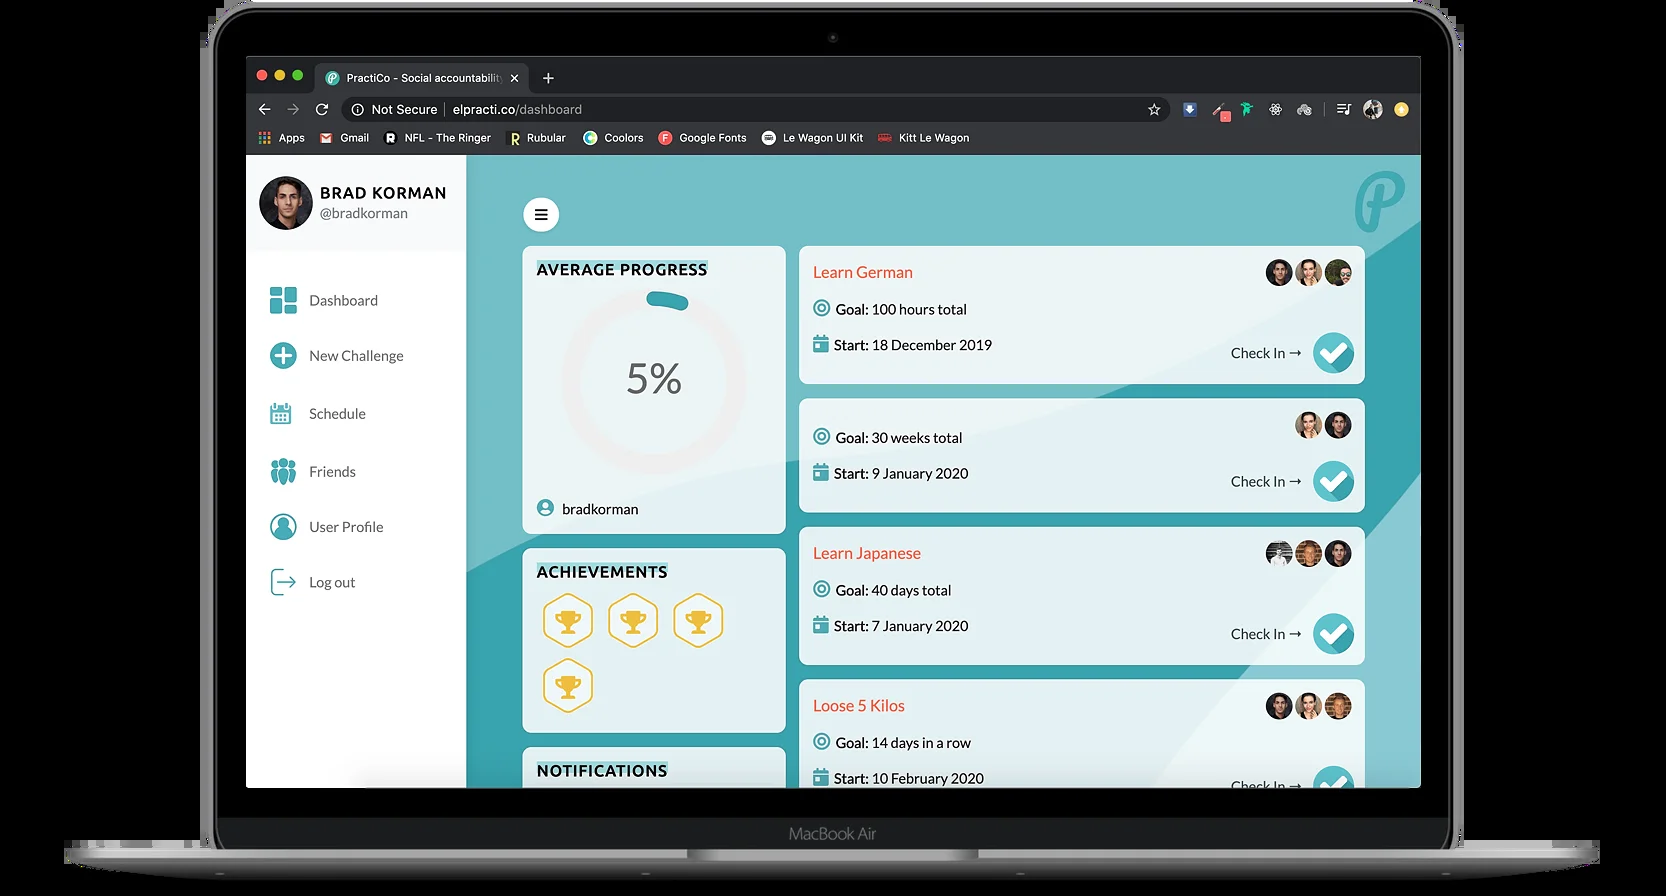 PractiCo - Social accountability
Not Secure elpracti.co/dashboard
Apps Gmail NFL - The Ringer Rubular Coolors Google Fonts Le Wagon UI Kit Kitt Le Wagon
BRAD KORMAN
@bradkorman
Dashboard
New Challenge
Schedule
Friends
User Profile
Log out
AVERAGE PROGRESS
5%
bradkorman
ACHIEVEMENTS
NOTIFICATIONS
Learn German
Goal: 100 hours total
Start: 18 December 2019
Check In →
Goal: 30 weeks total
Start: 9 January 2020
Check In →
Learn Japanese
Goal: 40 days total
Start: 7 January 2020
Check In →
Loose 5 Kilos
Goal: 14 days in a row
Start: 10 February 2020
Check In →
MacBook Air